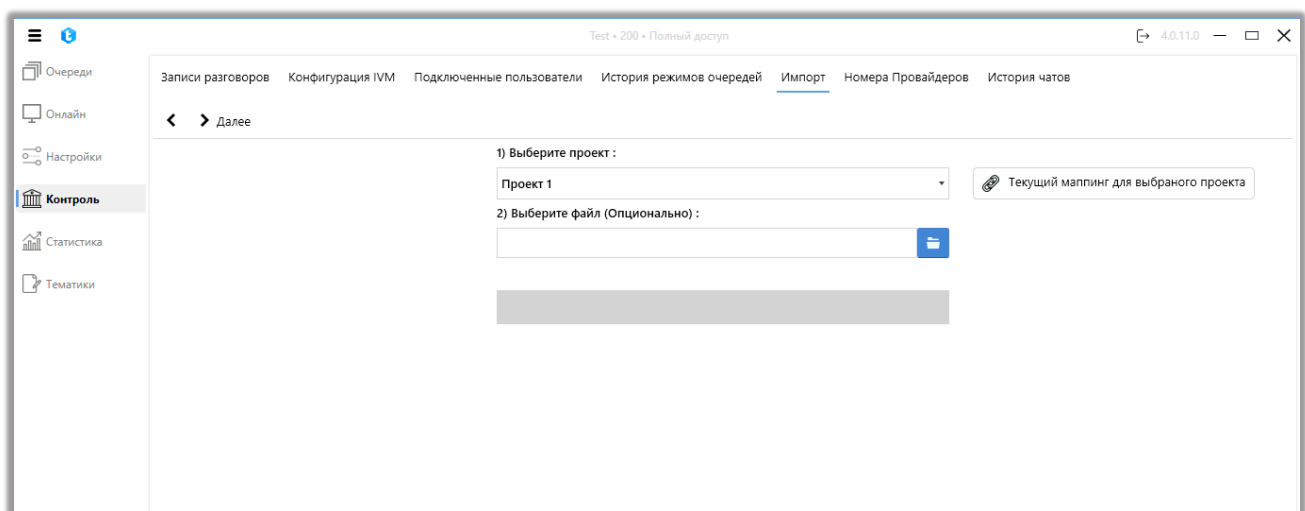 Test • 200 • Полный доступ
4.0.11.0
Очереди
Онлайн
Настройки
Контроль
Статистика
Тематики
Записи разговоров Конфигурация IVM Подключенные пользователи История режимов очередей Импорт Номера Провайдеров История чатов
Далее
1) Выберите проект :
Проект 1
Текущий маппинг для выбраного проекта
2) Выберите файл (Опционально) :